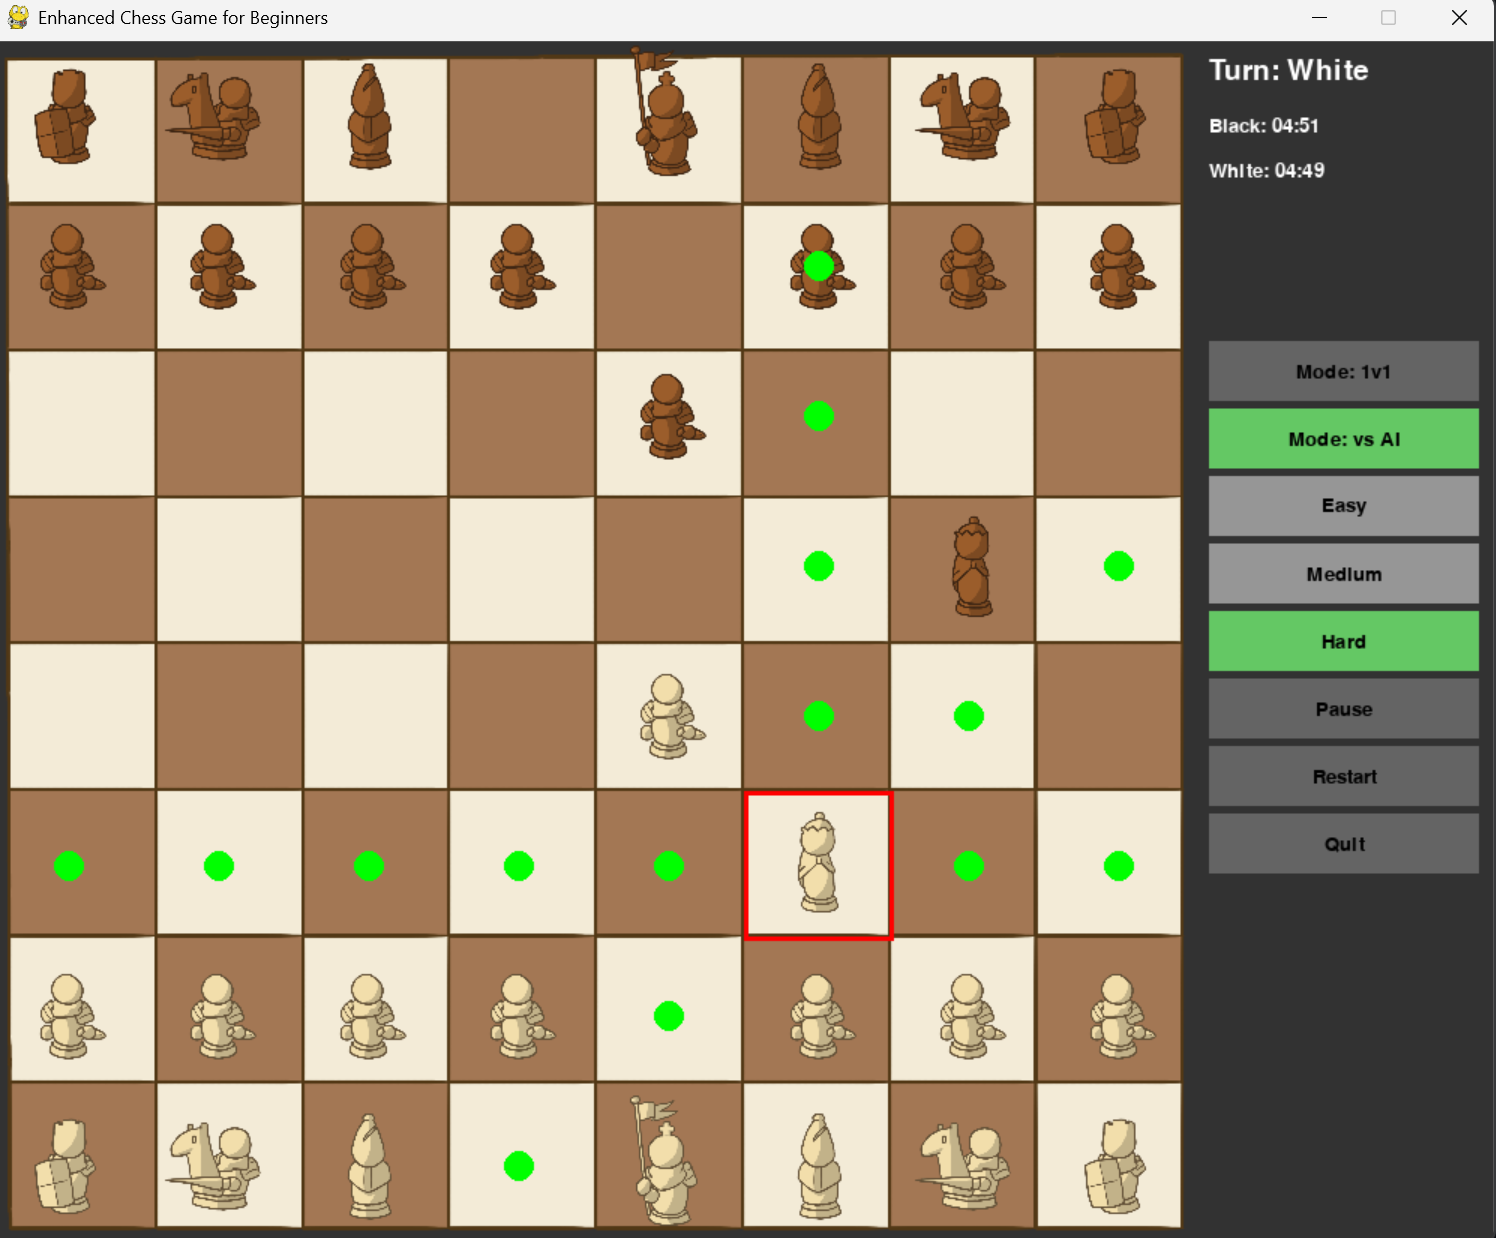 Enhanced Chess Game for Beginners
Turn: White
Black: 04:51
White: 04:49
Mode: 1v1
Mode: vs AI
Easy
Medium
Hard
Pause
Restart
Quit